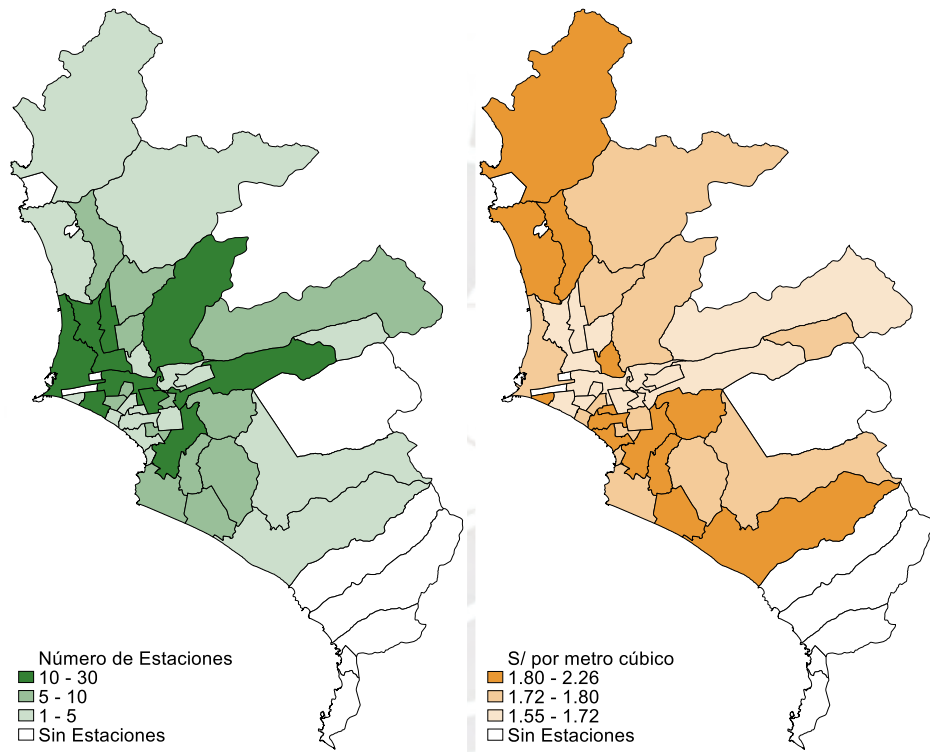 Número de Estaciones
10 - 30
5 - 10
1 - 5
Sin Estaciones
S/ por metro cúbico
1.80 - 2.26
1.72 - 1.80
1.55 - 1.72
Sin Estaciones